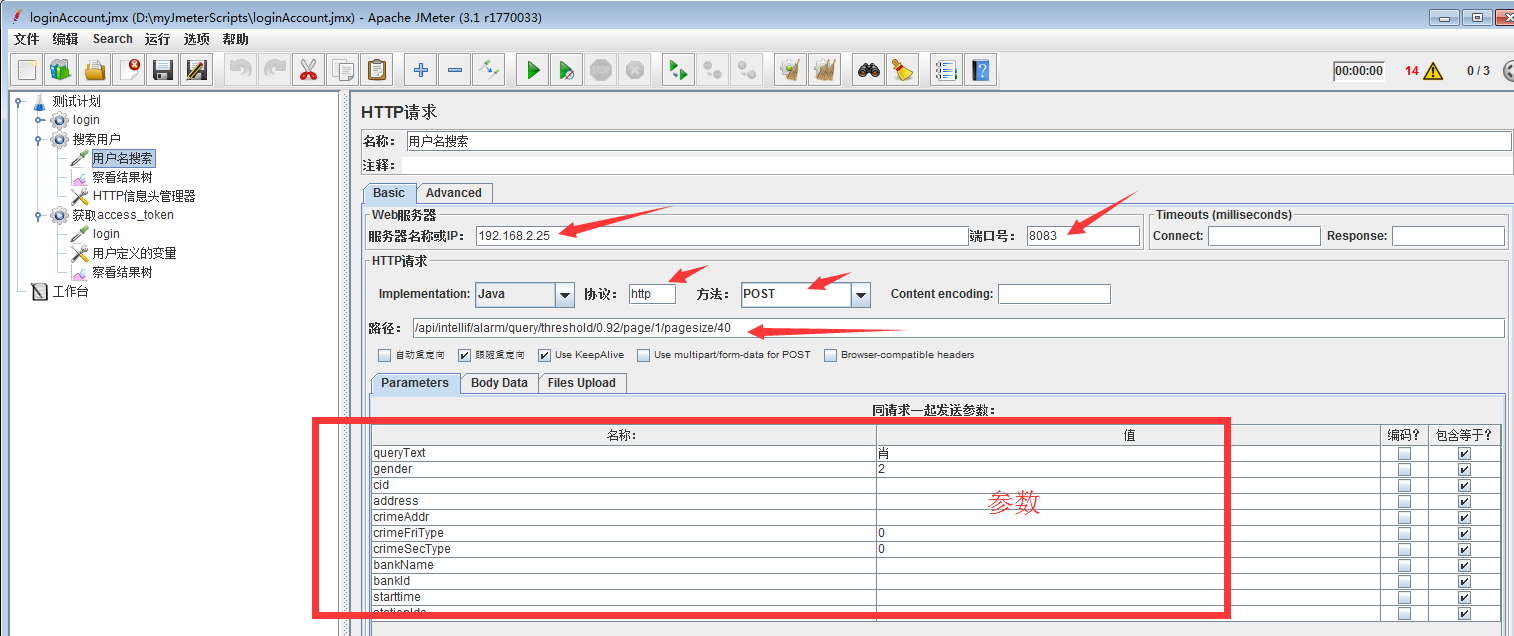 loginAccount.jmx (D:\myJmeterScripts\loginAccount.jmx) - Apache JMeter (3.1 r1770033)
文件 编辑 Search 运行 选项 帮助
STOP 00:00:00 14 0 / 3
测试计划
login
搜索用户
用户名搜索
察看结果树
HTTP信息头管理器
获取access_token
login
用户定义的变量
察看结果树
工作台
HTTP请求
名称： 用户名搜索
注释：
Basic Advanced
Web服务器
服务器名称或IP： 192.168.2.25 端口号： 8083
Timeouts (milliseconds)
Connect: Response:
HTTP请求
Implementation: Java 协议： http 方法： POST Content encoding:
路径： /api/intellif/alarm/query/threshold/0.92/page/1/pagesize/40
自动重定向 跟随重定向 Use KeepAlive Use multipart/form-data for POST Browser-compatible headers
Parameters Body Data Files Upload
同请求一起发送参数：
名称： 值 编码？ 包含等于？
queryText 肖
gender 2
cid
address
参数
crimeAddr
crimeFriType 0
crimeSecType 0
bankName
bankId
starttime
stationIds